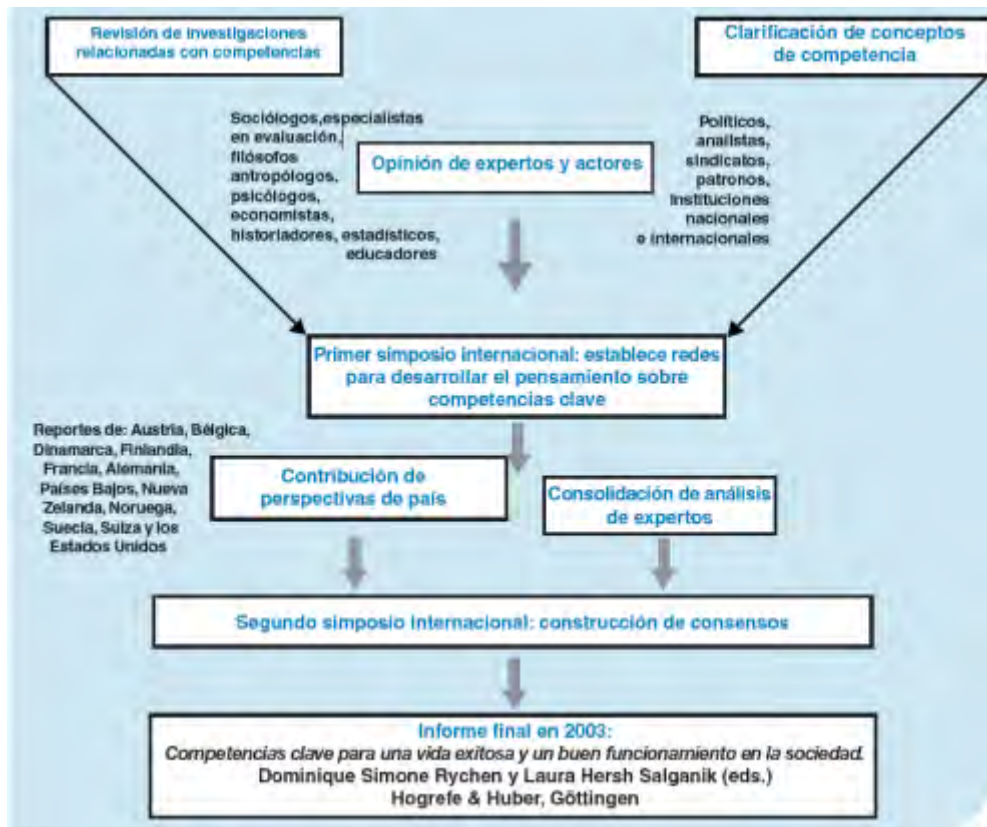 Revisión de investigaciones
relacionadas con competencias
Clarificación de conceptos
de competencia
Sociólogos,especialistas
en evaluación,
filósofos
antropólogos,
psicólogos,
economistas,
historiadores, estadísticos,
educadores
Opinión de expertos y actores
Políticos,
analistas,
sindicatos,
patronos,
instituciones
nacionales
e internacionales
Primer simposio internacional: establece redes
para desarrollar el pensamiento sobre
competencias clave
Reportes de: Austria, Bélgica,
Dinamarca, Finlandia,
Francia, Alemania,
Países Bajos, Nueva
Zelanda, Noruega,
Suecia, Suiza y los
Estados Unidos
Contribución de
perspectivas de país
Consolidación de análisis
de expertos
Segundo simposio internacional: construcción de consensos
Informe final en 2003:
Competencias clave para una vida exitosa y un buen funcionamiento en la sociedad.
Dominique Simone Rychen y Laura Hersh Salganik (eds.)
Hogrefe & Huber, Göttingen